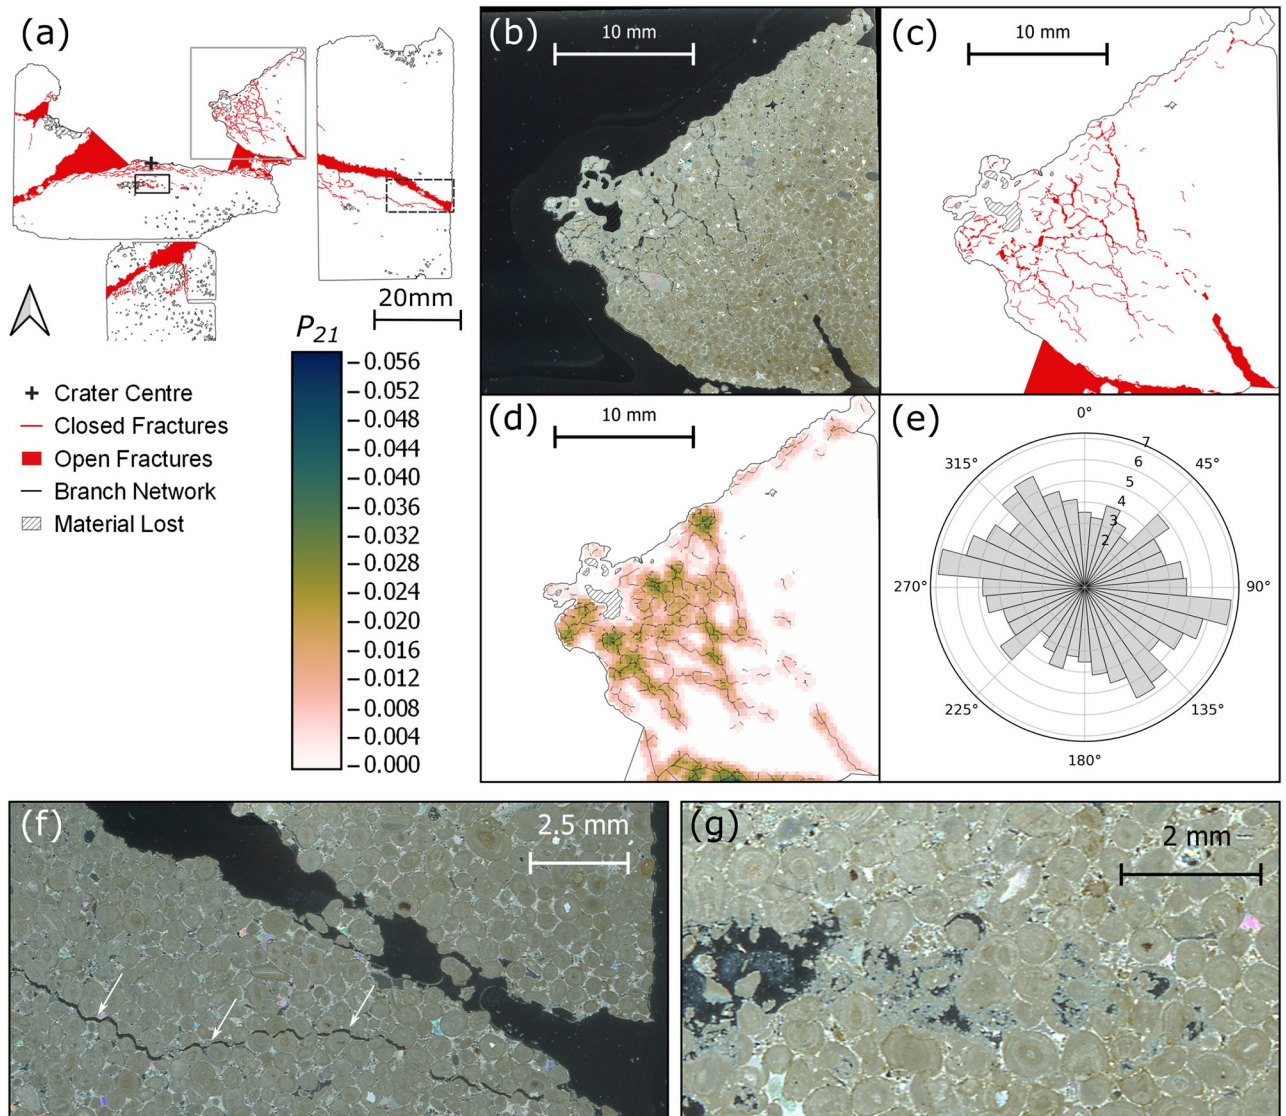 (a)
20mm
P21
0.056
0.052
0.048
0.044
0.040
0.036
0.032
0.028
0.024
0.020
0.016
0.012
0.008
0.004
0.000
Crater Centre
Closed Fractures
Open Fractures
Branch Network
Material Lost
(b)
10 mm
(c)
10 mm
(d)
10 mm
(e)
0°
45°
90°
135°
180°
225°
270°
315°
7
6
5
4
3
2
(f)
2.5 mm
(g)
2 mm